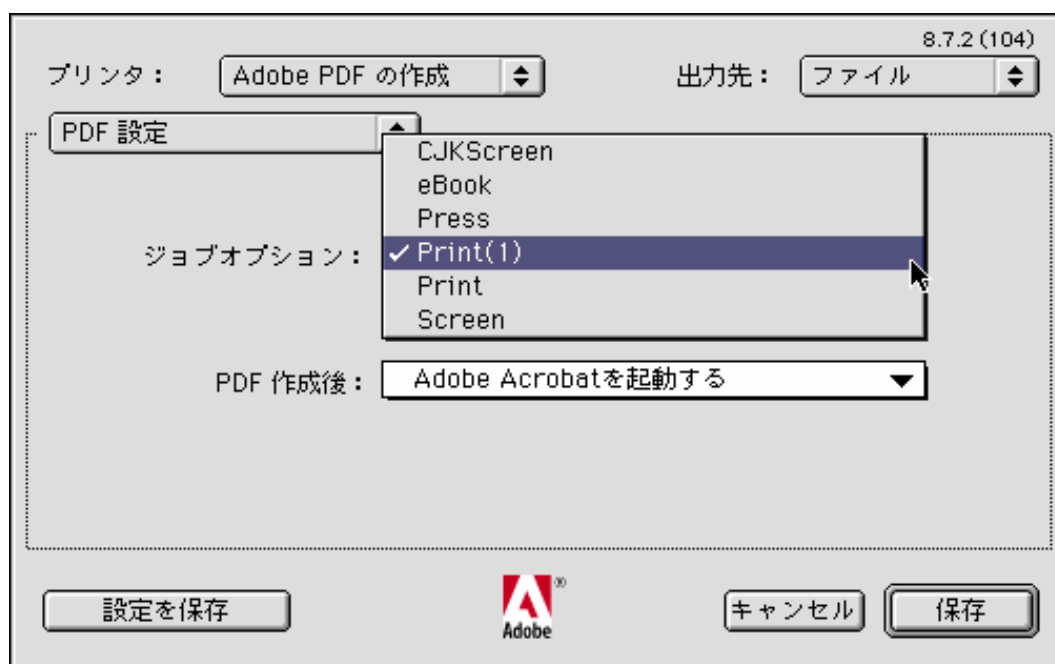 8.7.2 (104)
プリンタ： Adobe PDF の作成 出力先： ファイル
PDF 設定
CJKScreen
eBook
Press
ジョブオプション： ✓ Print(1)
Print
Screen
PDF 作成後： Adobe Acrobatを起動する
設定を保存 Adobe ® キャンセル 保存